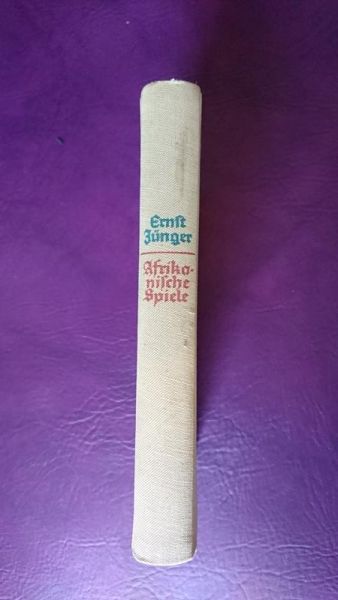 Ernst
Jünger
Afrika-
nische
Spiele